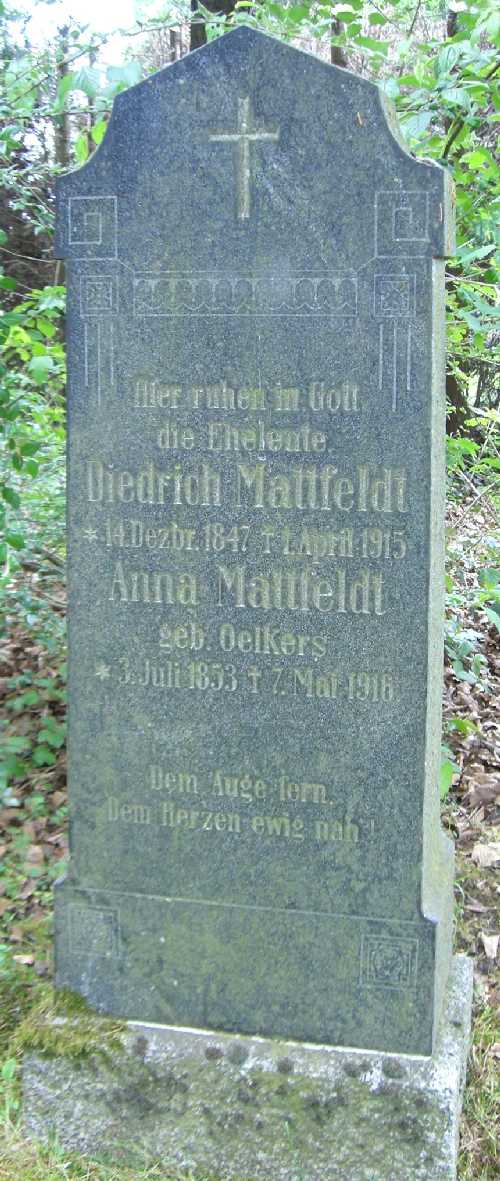 Hier ruhen in Gott
die Eheleute
Diedrich Mattfeldt
* 14. Dezbr. 1847 † 1. April 1915
Anna Mattfeldt
geb. Oelkers
* 3. Juli 1853 † 7. Mai 1918
Dem Auge fern,
Dem Herzen ewig nah!